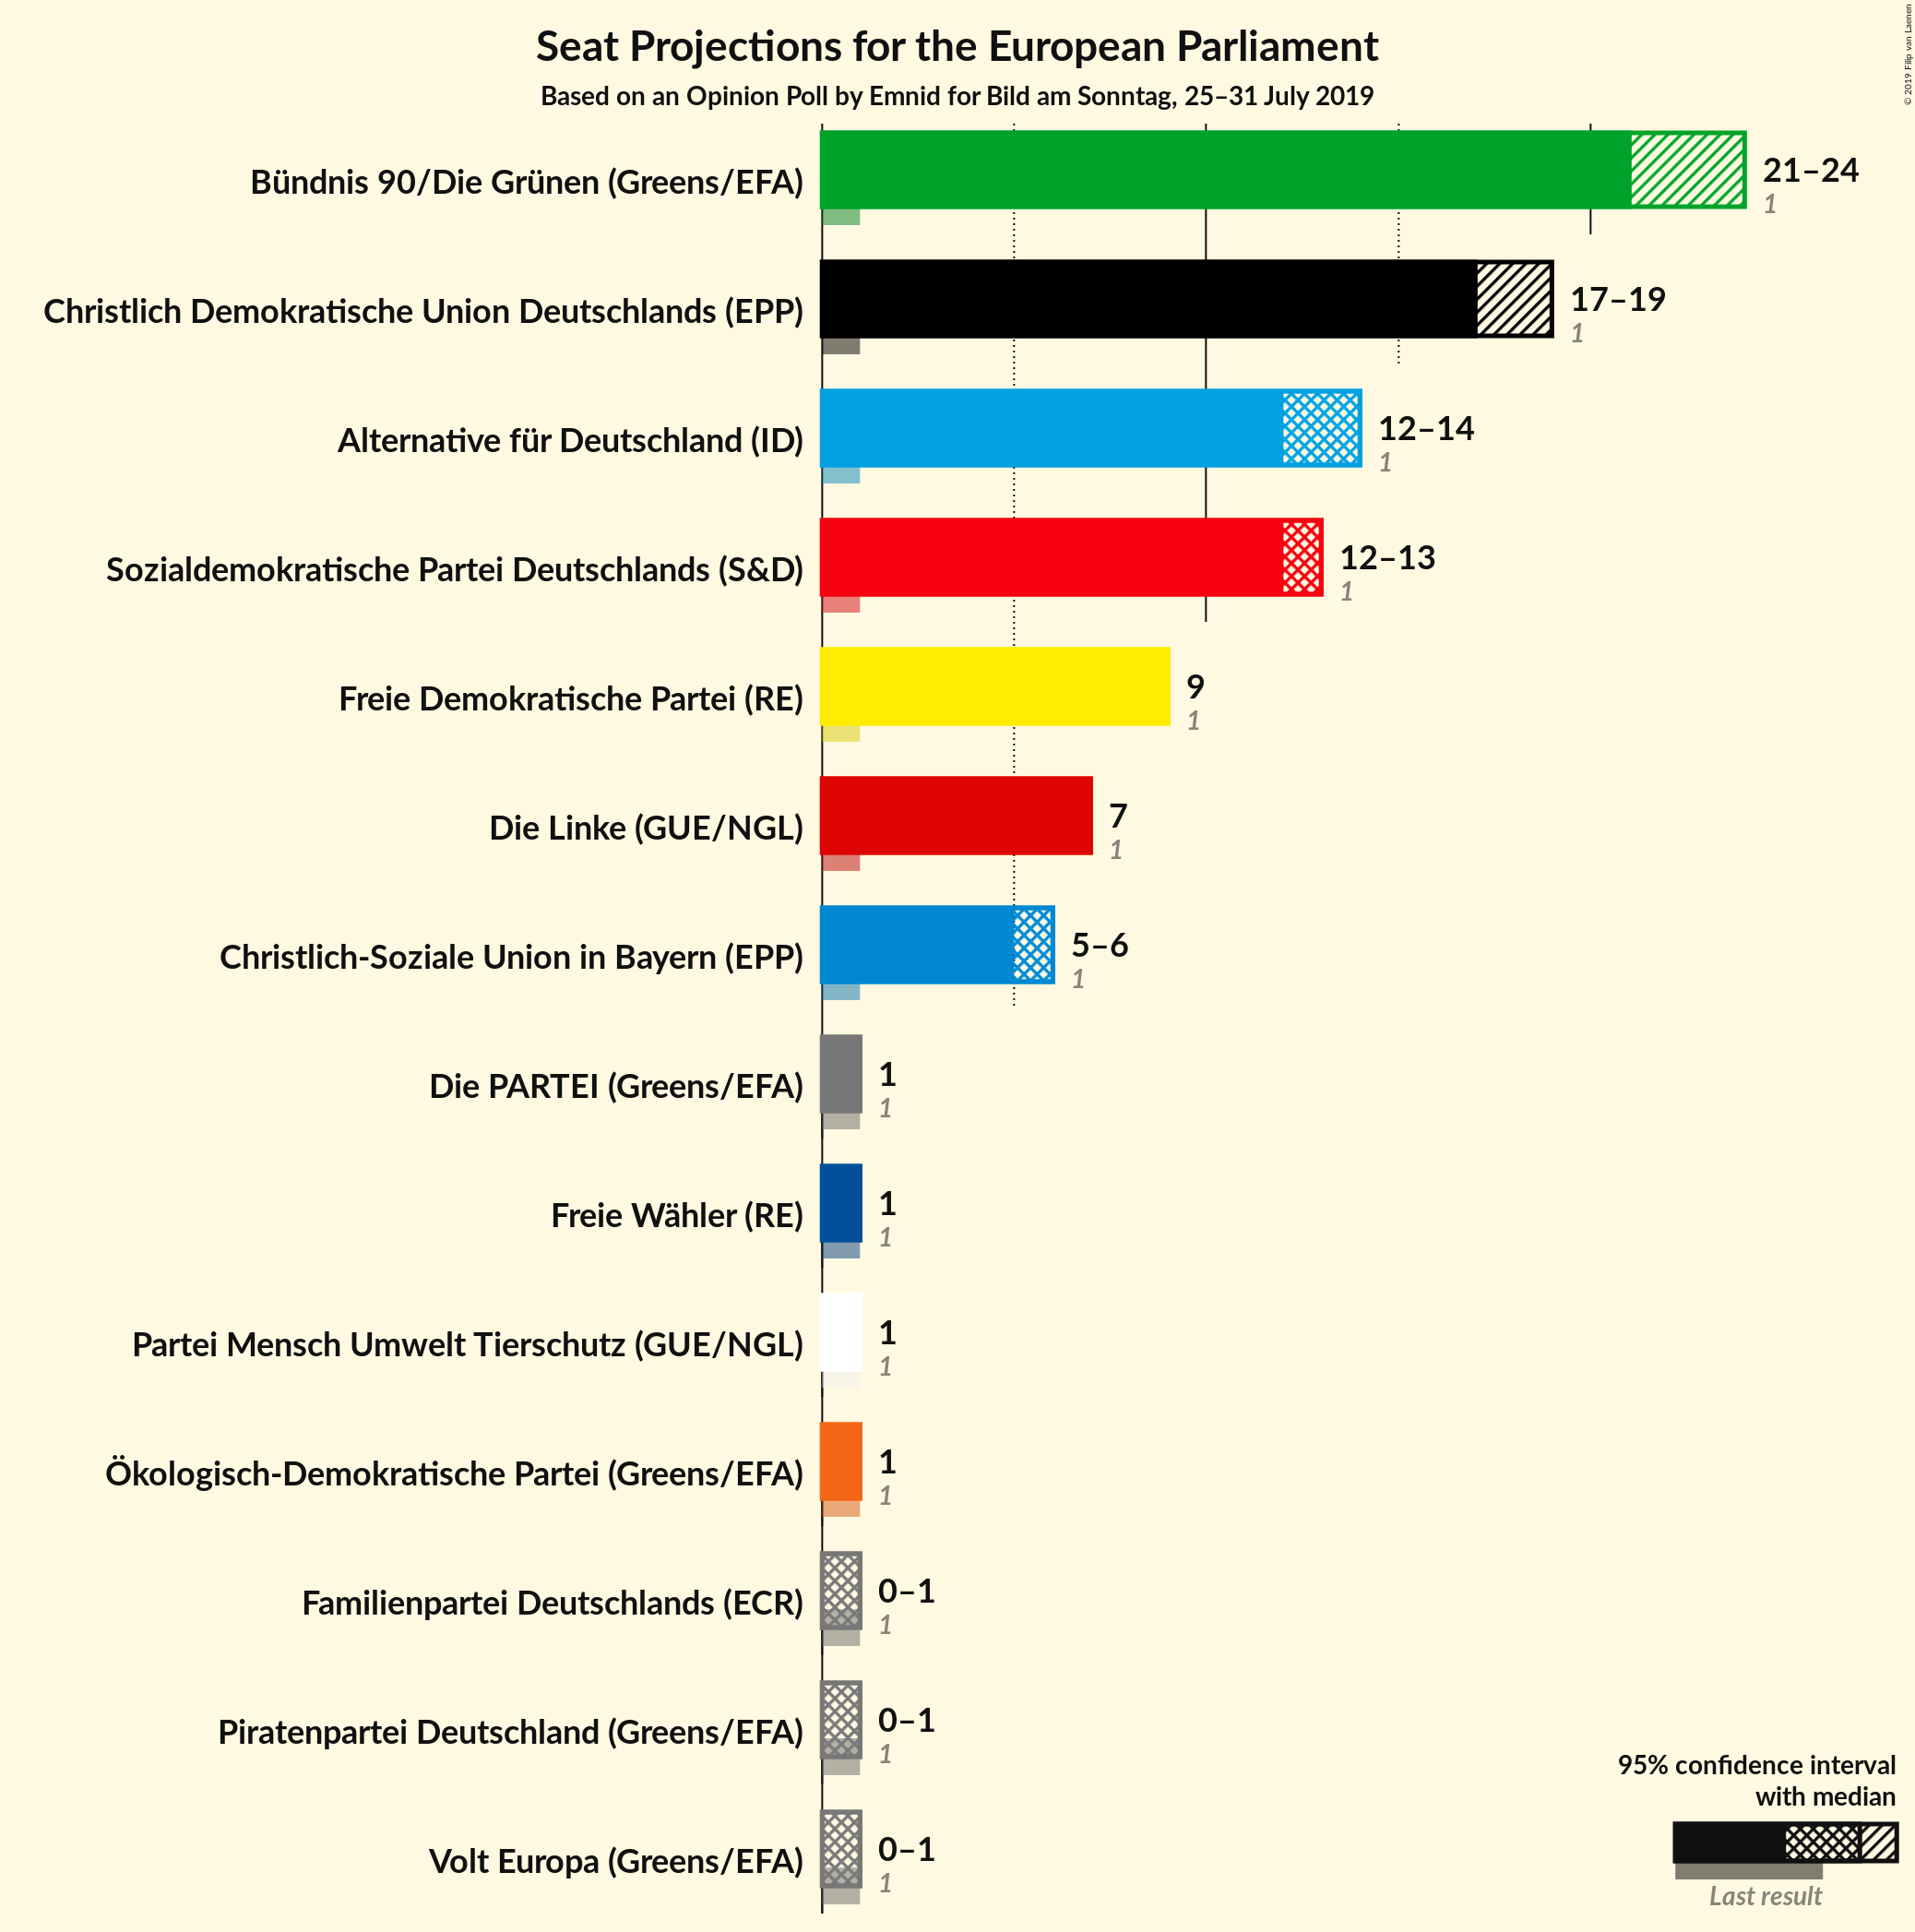 Seat Projections for the European Parliament
Based on an Opinion Poll by Emnid for Bild am Sonntag, 25–31 July 2019
© 2019 Filip van Laenen
Bündnis 90/Die Grünen (Greens/EFA)
21–24
1
Christlich Demokratische Union Deutschlands (EPP)
17–19
1
Alternative für Deutschland (ID)
12–14
1
Sozialdemokratische Partei Deutschlands (S&D)
12–13
1
Freie Demokratische Partei (RE)
9
1
Die Linke (GUE/NGL)
7
1
Christlich-Soziale Union in Bayern (EPP)
5–6
1
Die PARTEI (Greens/EFA)
1
1
Freie Wähler (RE)
1
1
Partei Mensch Umwelt Tierschutz (GUE/NGL)
1
1
Ökologisch-Demokratische Partei (Greens/EFA)
1
1
Familienpartei Deutschlands (ECR)
0–1
1
Piratenpartei Deutschland (Greens/EFA)
0–1
1
Volt Europa (Greens/EFA)
0–1
1
95% confidence interval
with median
Last result